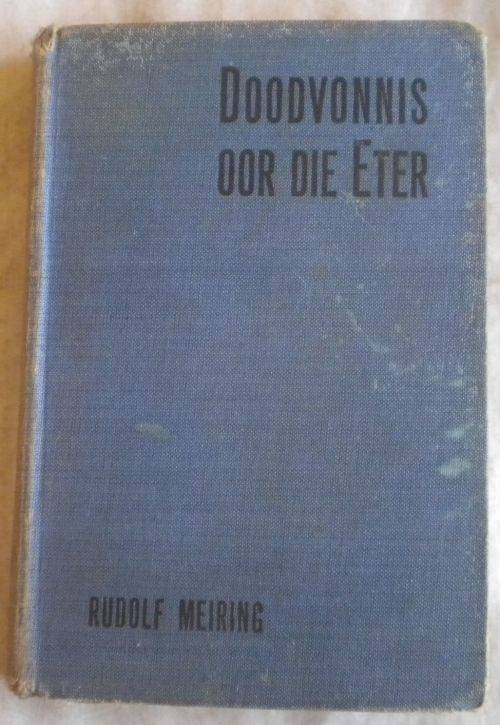 DOODVONNIS
OOR DIE ETER
RUDOLF MEIRING